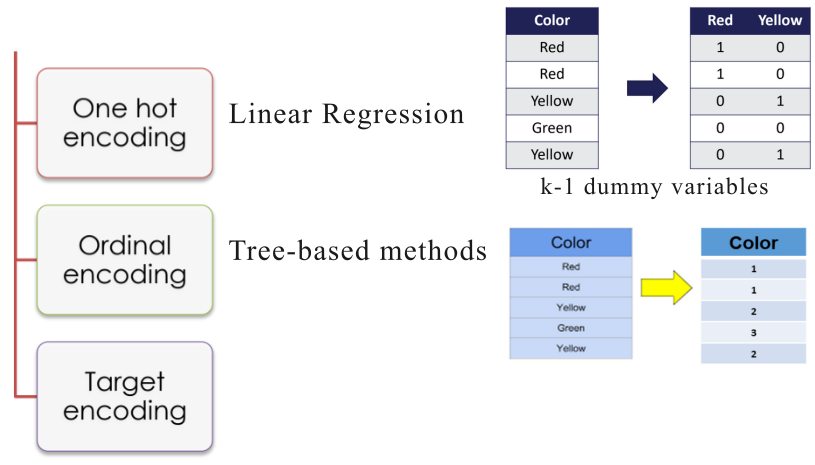 One hot
encoding
Linear Regression
Color
Red
Red
Yellow
Green
Yellow
Red Yellow
1 0
1 0
0 1
0 0
0 1
k-1 dummy variables
Ordinal
encoding
Tree-based methods
Color
Red
Red
Yellow
Green
Yellow
Color
1
1
2
3
2
Target
encoding